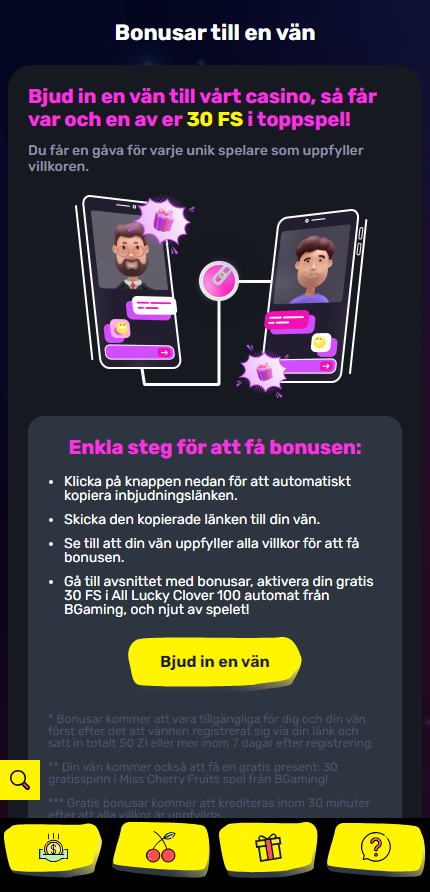 Bonusar till en vän
Bjud in en vän till vårt casino, så får
var och en av er 30 FS i toppspel!
Du får en gåva för varje unik spelare som uppfyller
villkoren.
Enkla steg för att få bonusen:
• Klicka på knappen nedan för att automatiskt
kopiera inbjudningslänken.
• Skicka den kopierade länken till din vän.
• Se till att din vän uppfyller alla villkor för att få
bonusen.
• Gå till avsnittet med bonusar, aktivera din gratis
30 FS i All Lucky Clover 100 automat från
BGaming, och njut av spelet!
Bjud in en vän
* Bonusar kommer att vara tillgängliga för dig och din vän
först efter det att vännen registrerat sig via din länk och
satt in totalt 50 Zl eller mer inom 7 dagar efter registrering.
** Din vän kommer också att få en gratis present: 30
gratisspinn i Miss Cherry Fruits spel från BGaming!
*** Gratis bonusar kommer att krediteras inom 30 minuter
efter att alla villkor är uppfyllda